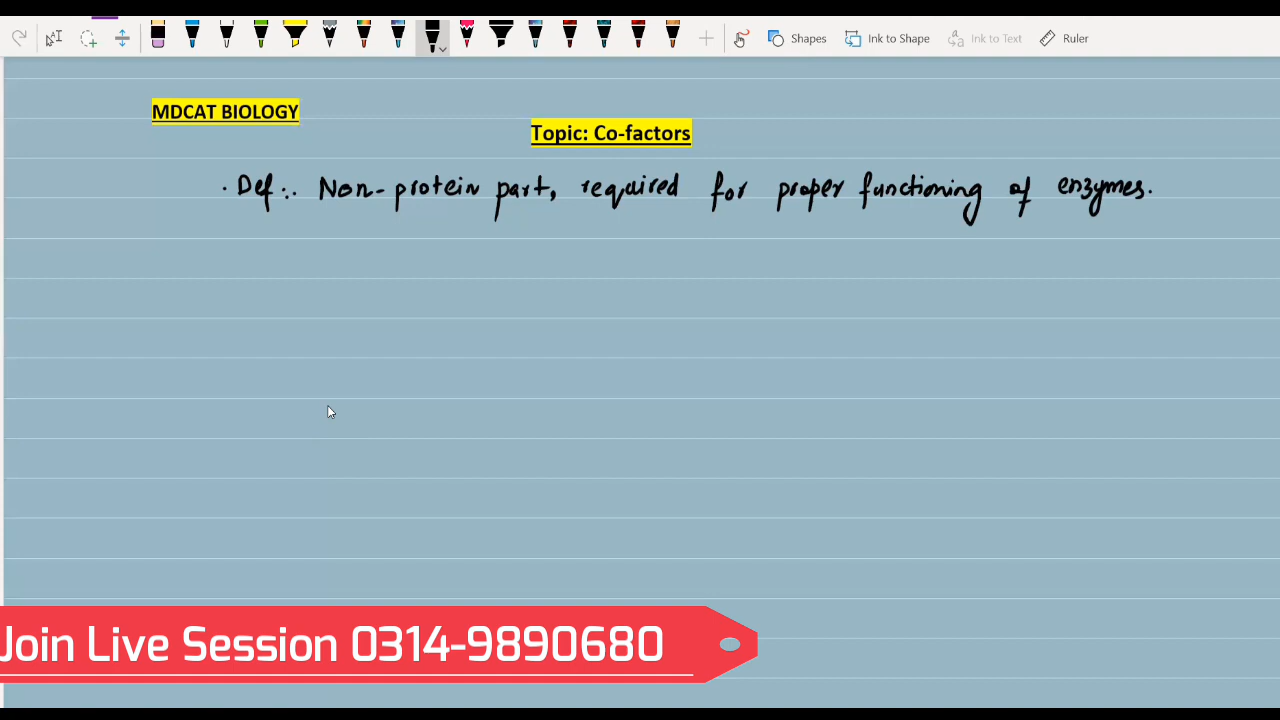 Shapes
Ink to Shape
Ink to Text
Ruler
MDCAT BIOLOGY
Topic: Co-factors
· Def:. Non-protein part, required for proper functioning of enzymes.
Join Live Session 0314-9890680